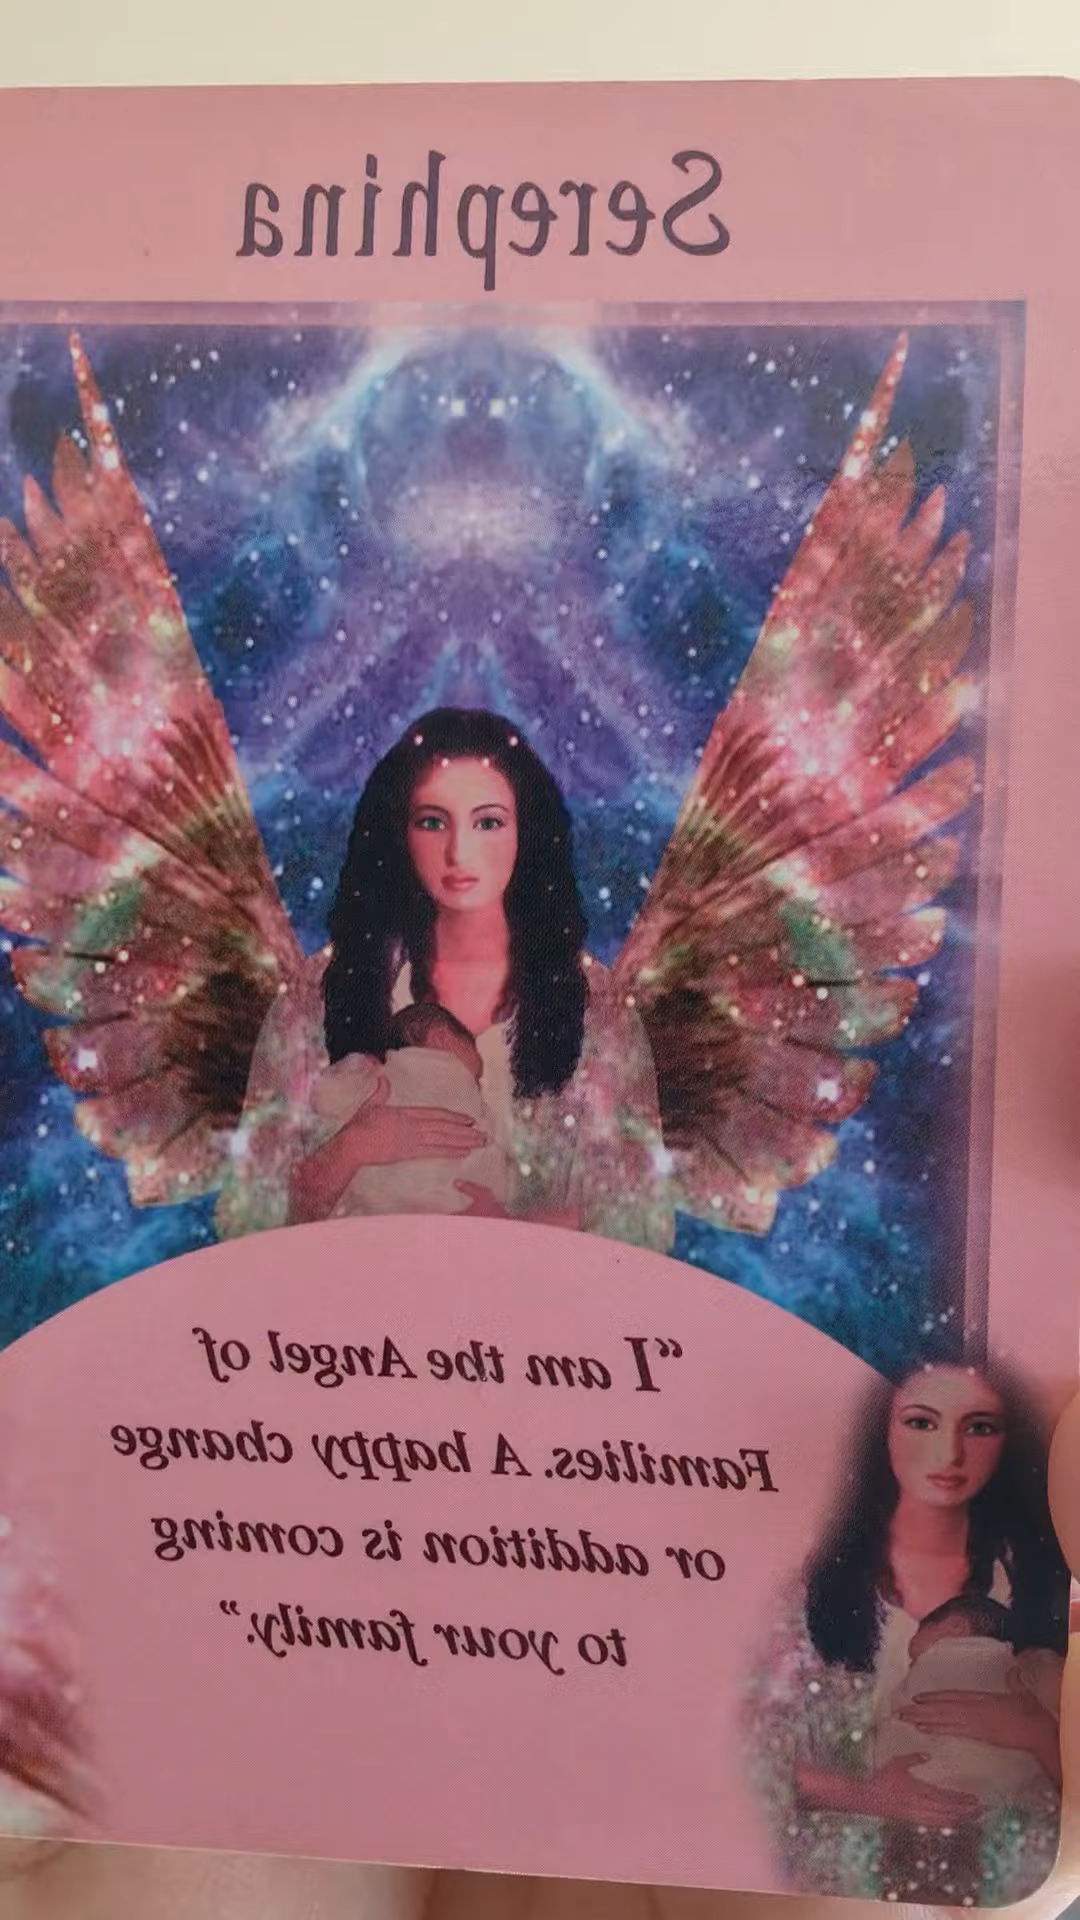 Serephina
“I am the Angel of
Families. A happy change
or addition is coming
to your family.”